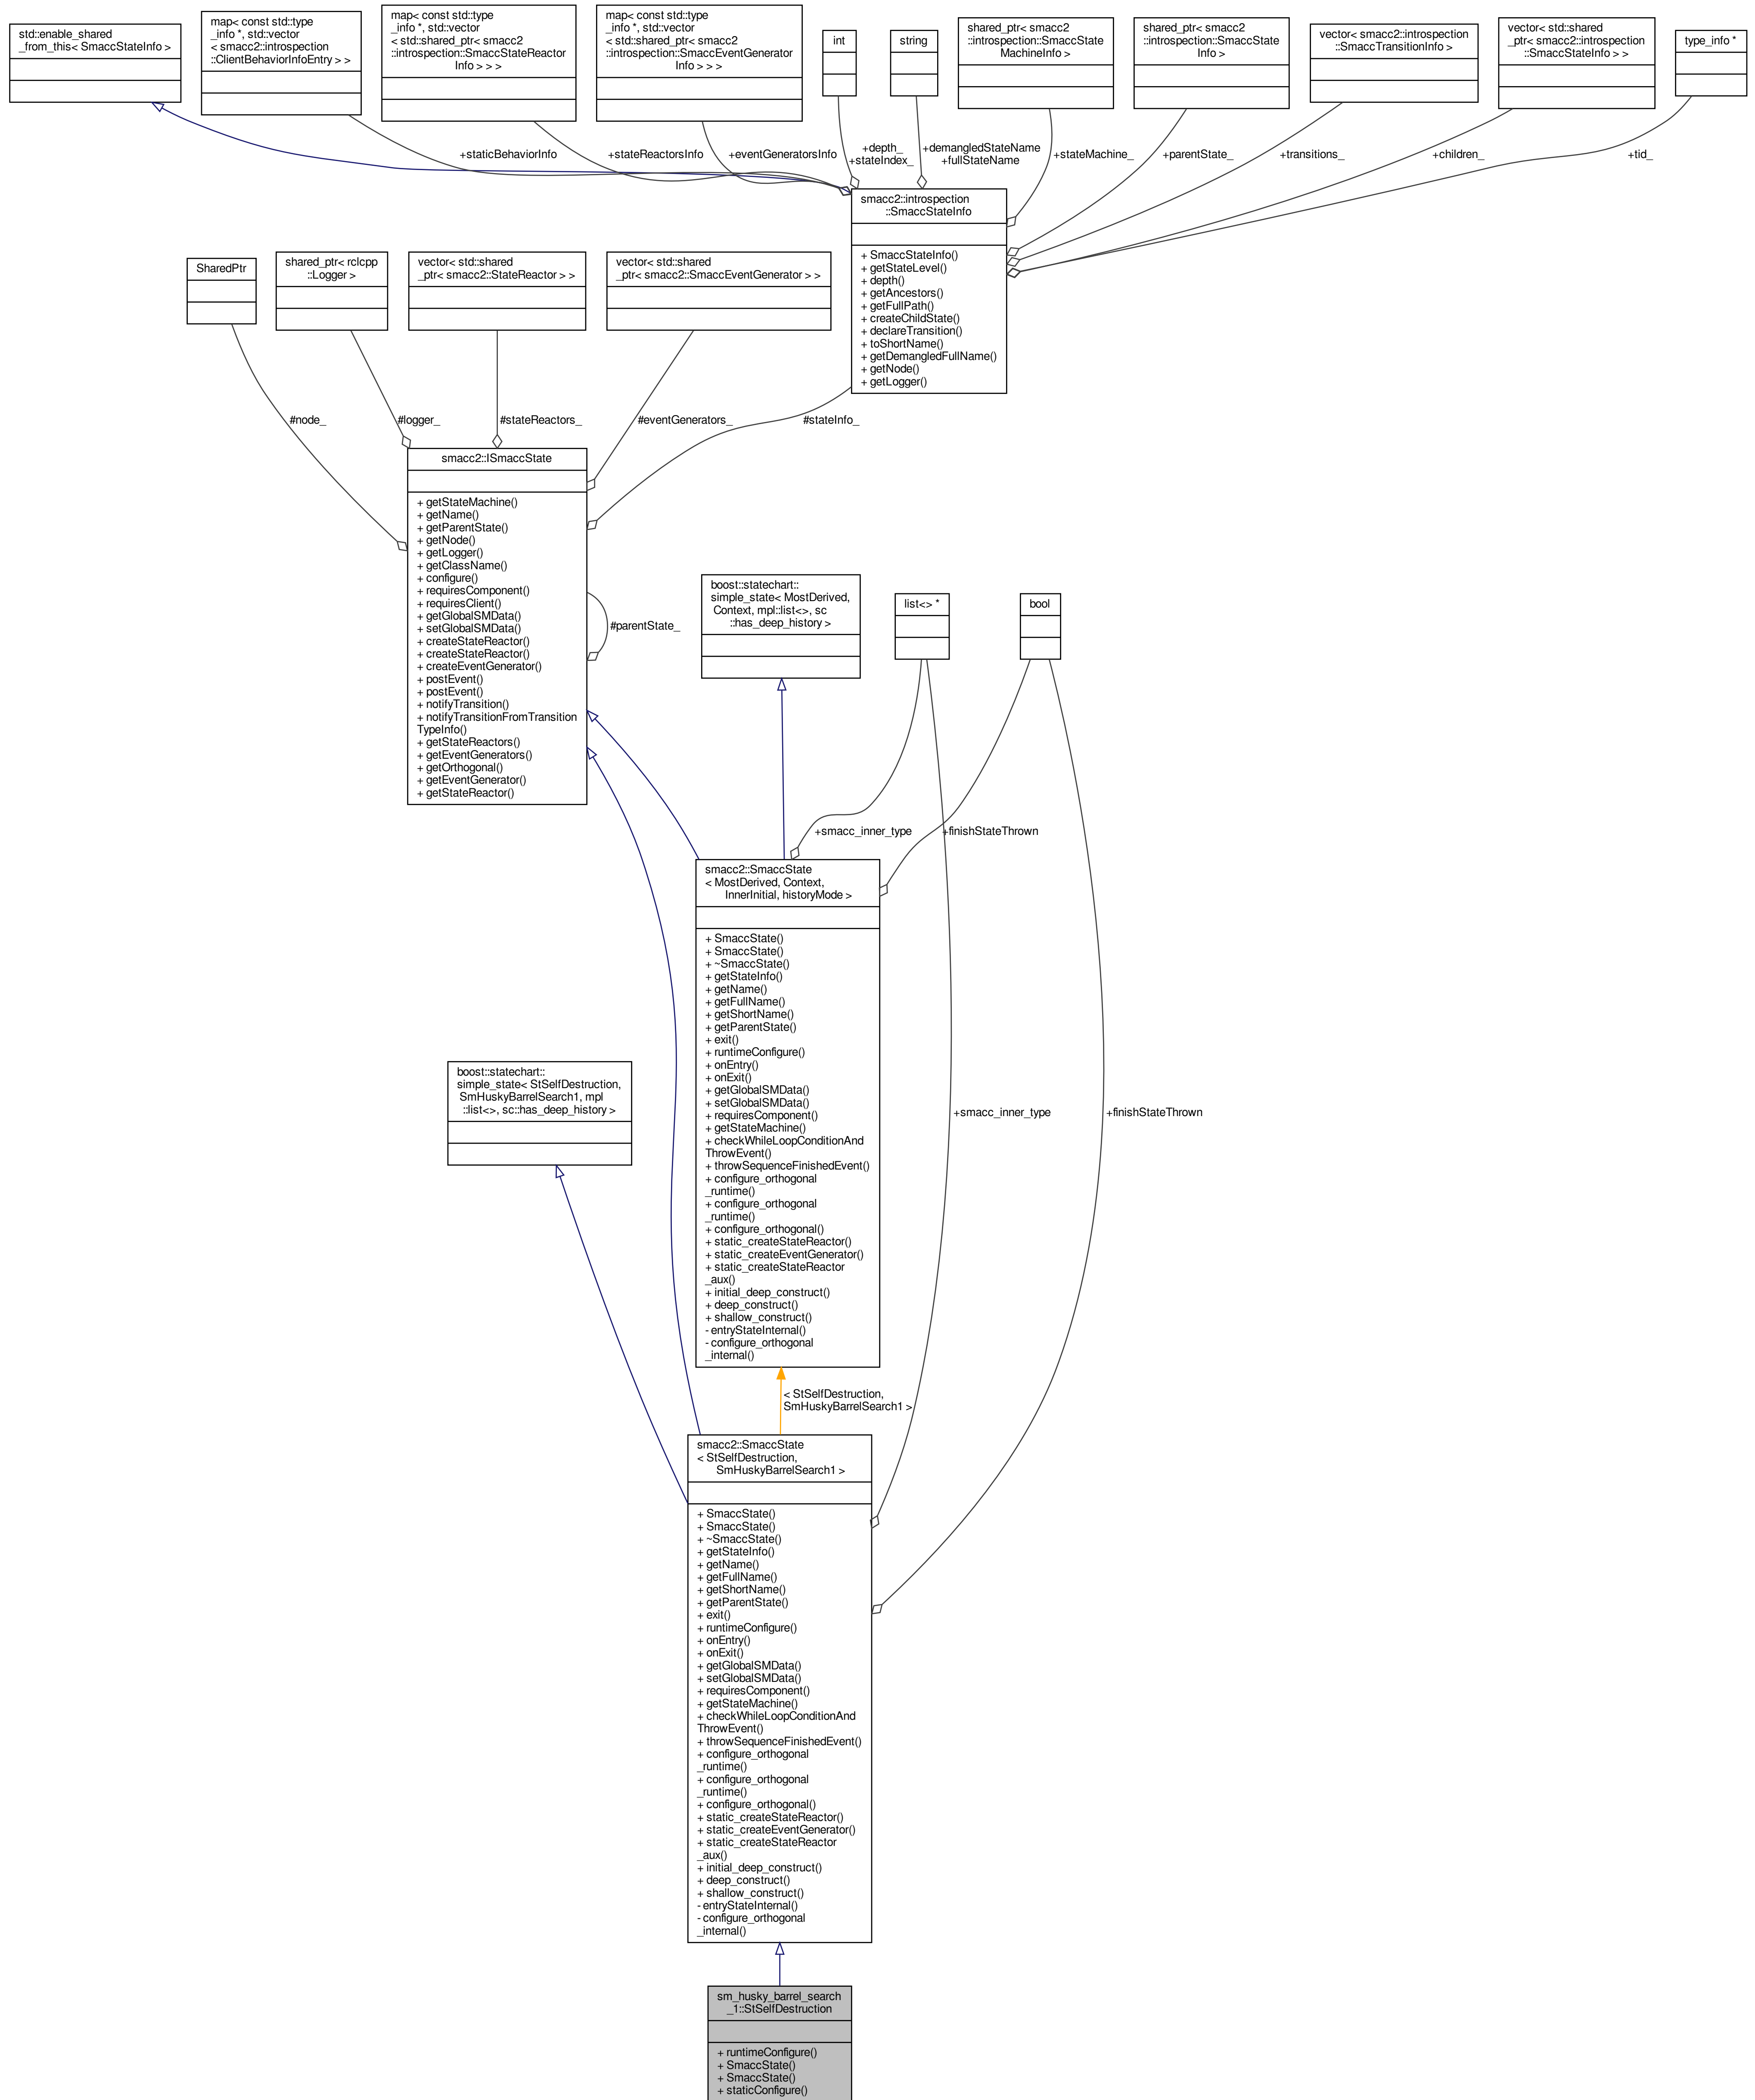 std::enable_shared
_from_this< SmaccStateInfo >
map< const std::type
_info *, std::vector
< smacc2::introspection
::ClientBehaviorInfoEntry > >
map< const std::type
_info *, std::vector
< std::shared_ptr< smacc2
::introspection::SmaccStateReactor
Info > > >
map< const std::type
_info *, std::vector
< std::shared_ptr< smacc2
::introspection::SmaccEventGenerator
Info > > >
int
string
shared_ptr< smacc2
::introspection::SmaccState
MachineInfo >
shared_ptr< smacc2
::introspection::SmaccState
Info >
vector< smacc2::introspection
::SmaccTransitionInfo >
vector< std::shared
_ptr< smacc2::introspection
::SmaccStateInfo > >
type_info *
+staticBehaviorInfo
+stateReactorsInfo
+eventGeneratorsInfo
+depth_
+stateIndex_
+demangledStateName
+fullStateName
+stateMachine_
+parentState_
+transitions_
+children_
+tid_
smacc2::introspection
::SmaccStateInfo
+ SmaccStateInfo()
+ getStateLevel()
+ depth()
+ getAncestors()
+ getFullPath()
+ createChildState()
+ declareTransition()
+ toShortName()
+ getDemangledFullName()
+ getNode()
+ getLogger()
SharedPtr
shared_ptr< rclcpp
::Logger >
vector< std::shared
_ptr< smacc2::StateReactor > >
vector< std::shared
_ptr< smacc2::SmaccEventGenerator > >
#node_
#logger_
#stateReactors_
#eventGenerators_
#stateInfo_
smacc2::ISmaccState
+ getStateMachine()
+ getName()
+ getParentState()
+ getNode()
+ getLogger()
+ getClassName()
+ configure()
+ requiresComponent()
+ requiresClient()
+ getGlobalSMData()
+ setGlobalSMData()
+ createStateReactor()
+ createStateReactor()
+ createEventGenerator()
+ postEvent()
+ postEvent()
+ notifyTransition()
+ notifyTransitionFromTransition
TypeInfo()
+ getStateReactors()
+ getEventGenerators()
+ getOrthogonal()
+ getEventGenerator()
+ getStateReactor()
#parentState_
boost::statechart::
simple_state< MostDerived,
Context, mpl::list<>, sc
::has_deep_history >
list<> *
bool
+smacc_inner_type
+finishStateThrown
smacc2::SmaccState
< MostDerived, Context,
InnerInitial, historyMode >
+ SmaccState()
+ SmaccState()
+ ~SmaccState()
+ getStateInfo()
+ getName()
+ getFullName()
+ getShortName()
+ getParentState()
+ exit()
+ runtimeConfigure()
+ onEntry()
+ onExit()
+ getGlobalSMData()
+ setGlobalSMData()
+ requiresComponent()
+ getStateMachine()
+ checkWhileLoopConditionAnd
ThrowEvent()
+ throwSequenceFinishedEvent()
+ configure_orthogonal
_runtime()
+ configure_orthogonal
_runtime()
+ configure_orthogonal()
+ static_createStateReactor()
+ static_createEventGenerator()
+ static_createStateReactor
_aux()
+ initial_deep_construct()
+ deep_construct()
+ shallow_construct()
- entryStateInternal()
- configure_orthogonal
_internal()
boost::statechart::
simple_state< StSelfDestruction,
SmHuskyBarrelSearch1, mpl
::list<>, sc::has_deep_history >
+smacc_inner_type
+finishStateThrown
< StSelfDestruction,
SmHuskyBarrelSearch1 >
smacc2::SmaccState
< StSelfDestruction,
SmHuskyBarrelSearch1 >
+ SmaccState()
+ SmaccState()
+ ~SmaccState()
+ getStateInfo()
+ getName()
+ getFullName()
+ getShortName()
+ getParentState()
+ exit()
+ runtimeConfigure()
+ onEntry()
+ onExit()
+ getGlobalSMData()
+ setGlobalSMData()
+ requiresComponent()
+ getStateMachine()
+ checkWhileLoopConditionAnd
ThrowEvent()
+ throwSequenceFinishedEvent()
+ configure_orthogonal
_runtime()
+ configure_orthogonal
_runtime()
+ configure_orthogonal()
+ static_createStateReactor()
+ static_createEventGenerator()
+ static_createStateReactor
_aux()
+ initial_deep_construct()
+ deep_construct()
+ shallow_construct()
- entryStateInternal()
- configure_orthogonal
_internal()
sm_husky_barrel_search
_1::StSelfDestruction
+ runtimeConfigure()
+ SmaccState()
+ SmaccState()
+ staticConfigure()